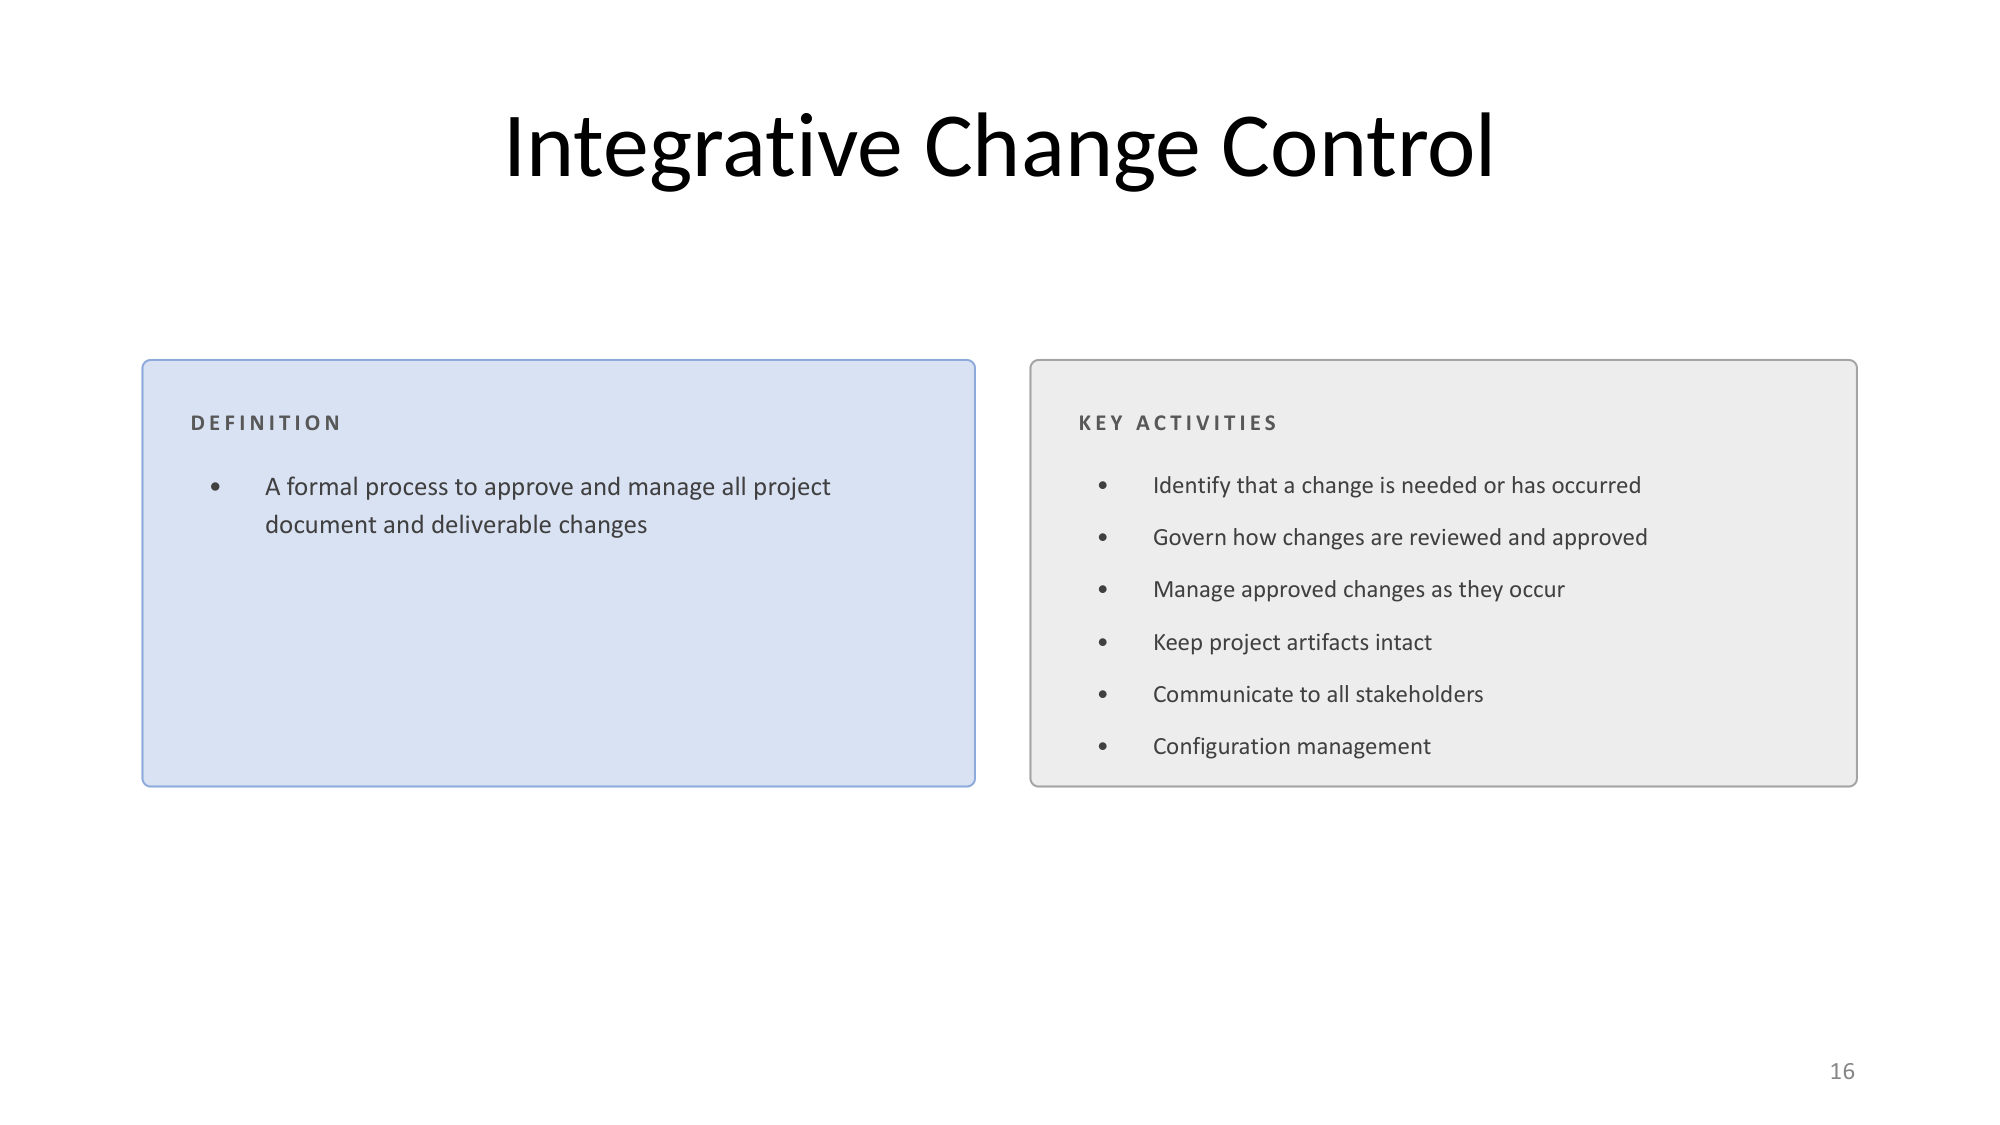 Integrative Change Control
DEFINITION
• A formal process to approve and manage all project
document and deliverable changes
KEY ACTIVITIES
• Identify that a change is needed or has occurred
• Govern how changes are reviewed and approved
• Manage approved changes as they occur
• Keep project artifacts intact
• Communicate to all stakeholders
• Configuration management
16